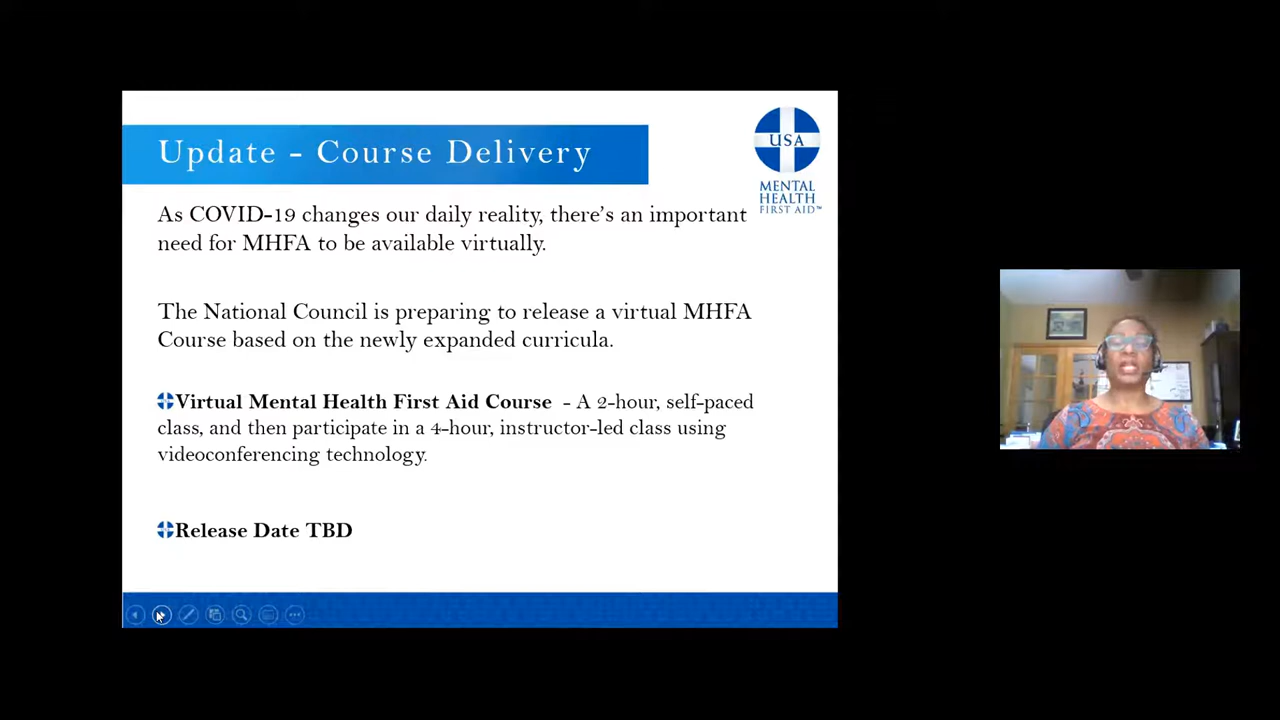 Update - Course Delivery
USA
MENTAL
HEALTH
FIRST AID™
As COVID-19 changes our daily reality, there's an important
need for MHFA to be available virtually.
The National Council is preparing to release a virtual MHFA
Course based on the newly expanded curricula.
Virtual Mental Health First Aid Course - A 2-hour, self-paced
class, and then participate in a 4-hour, instructor-led class using
videoconferencing technology.
Release Date TBD